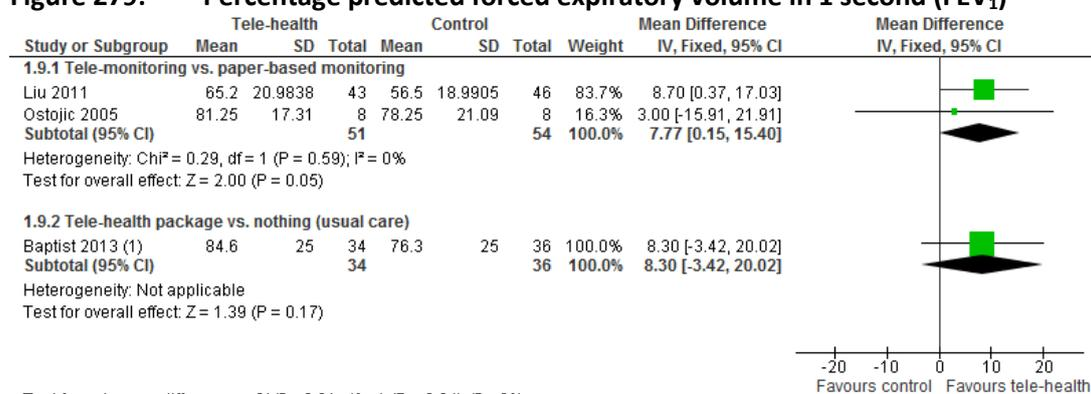 Figure 279: Percentage predicted forced expiratory volume in 1 second (FEV₁)
Tele-health Control Mean Difference Mean Difference
Study or Subgroup Mean SD Total Mean SD Total Weight IV, Fixed, 95% CI IV, Fixed, 95% CI
1.9.1 Tele-monitoring vs. paper-based monitoring
Liu 2011 65.2 20.9838 43 56.5 18.9905 46 83.7% 8.70 [0.37, 17.03]
Ostojic 2005 81.25 17.31 8 78.25 21.09 8 16.3% 3.00 [-15.91, 21.91]
Subtotal (95% CI) 51 54 100.0% 7.77 [0.15, 15.40]
Heterogeneity: Chi² = 0.29, df = 1 (P = 0.59); I² = 0%
Test for overall effect: Z = 2.00 (P = 0.05)
1.9.2 Tele-health package vs. nothing (usual care)
Baptist 2013 (1) 84.6 25 34 76.3 25 36 100.0% 8.30 [-3.42, 20.02]
Subtotal (95% CI) 34 36 100.0% 8.30 [-3.42, 20.02]
Heterogeneity: Not applicable
Test for overall effect: Z = 1.39 (P = 0.17)
-20 -10 0 10 20
Favours control Favours tele-health